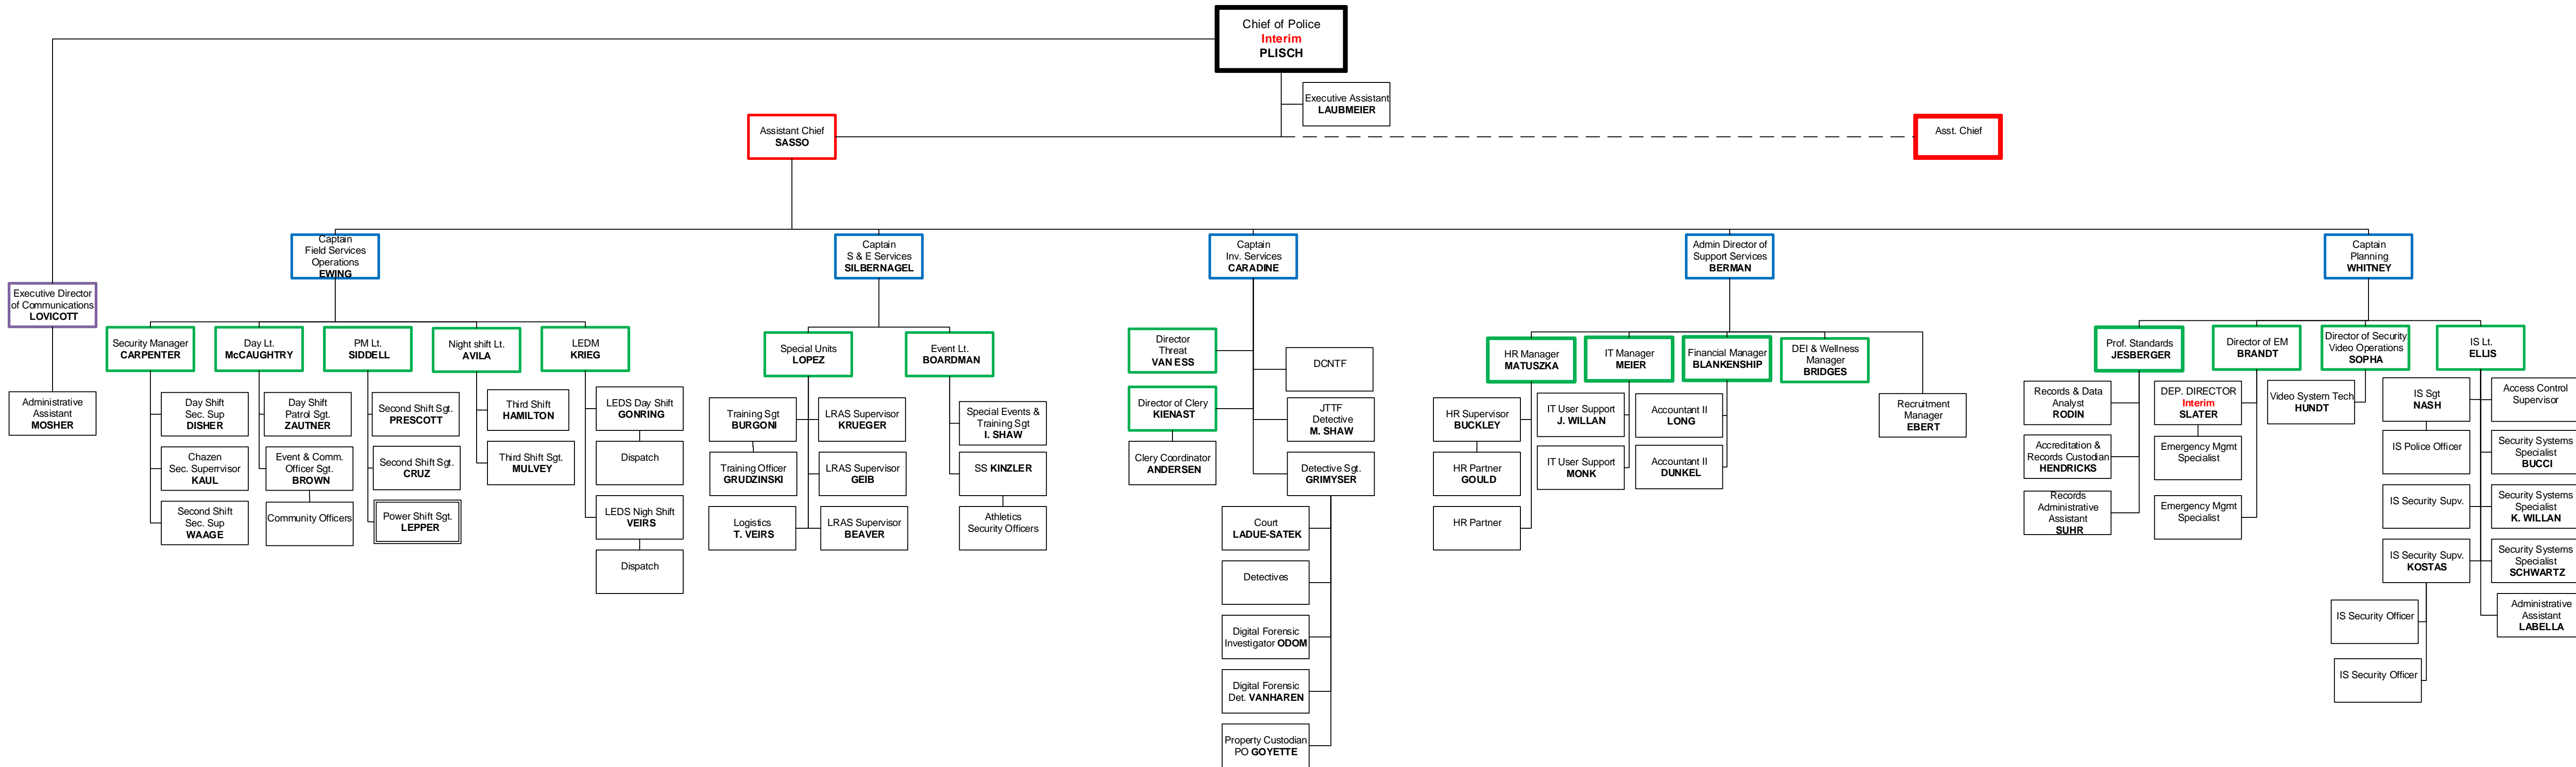 Chief of Police
Interim
PLISCH
Executive Assistant
LAUBMEIER
Assistant Chief
SASSO
Asst. Chief
Captain
Field Services
Operations
EWING
Captain
S & E Services
SILBERNAGEL
Captain
Inv. Services
CARADINE
Admin Director of
Support Services
BERMAN
Captain
Planning
WHITNEY
Executive Director
of Communications
LOVICOTT
Administrative
Assistant
MOSHER
Security Manager
CARPENTER
Day Shift
Sec. Sup
DISHER
Chazen
Sec. Superrvisor
KAUL
Second Shift
Sec. Sup
WAAGE
Day Lt.
McCAUGHTRY
Day Shift
Patrol Sgt.
ZAUTNER
Event & Comm.
Officer Sgt.
BROWN
Community Officers
PM Lt.
SIDDELL
Second Shift Sgt.
PRESCOTT
Second Shift Sgt.
CRUZ
Power Shift Sgt.
LEPPER
Night shift Lt.
AVILA
Third Shift
HAMILTON
Third Shift Sgt.
MULVEY
LEDM
KRIEG
LEDS Day Shift
GONRING
Dispatch
LEDS Nigh Shift
VEIRS
Dispatch
Special Units
LOPEZ
Training Sgt
BURGONI
Training Officer
GRUDZINSKI
Logistics
T. VEIRS
LRAS Supervisor
KRUEGER
LRAS Supervisor
GEIB
LRAS Supervisor
BEAVER
Event Lt.
BOARDMAN
Special Events &
Training Sgt
I. SHAW
SS KINZLER
Athletics
Security Officers
Director
Threat
VAN ESS
Director of Clery
KIENAST
Clery Coordinator
ANDERSEN
DCNTF
JTTF
Detective
M. SHAW
Detective Sgt.
GRIMYSER
Court
LADUE-SATEK
Detectives
Digital Forensic
Investigator ODOM
Digital Forensic
Det. VANHAREN
Property Custodian
PO GOYETTE
HR Manager
MATUSZKA
HR Supervisor
BUCKLEY
HR Partner
GOULD
HR Partner
IT Manager
MEIER
IT User Support
J. WILLAN
IT User Support
MONK
Financial Manager
BLANKENSHIP
Accountant II
LONG
Accountant II
DUNKEL
DEI & Wellness
Manager
BRIDGES
Recruitment
Manager
EBERT
Prof. Standards
JESBERGER
Records & Data
Analyst
RODIN
Accreditation &
Records Custodian
HENDRICKS
Records
Administrative
Assistant
SUHR
Director of EM
BRANDT
DEP. DIRECTOR
Interim
SLATER
Emergency Mgmt
Specialist
Emergency Mgmt
Specialist
Director of Security
Video Operations
SOPHA
Video System Tech
HUNDT
IS Lt.
ELLIS
IS Sgt
NASH
IS Police Officer
IS Security Supv.
IS Security Supv.
KOSTAS
IS Security Officer
IS Security Officer
Access Control
Supervisor
Security Systems
Specialist
BUCCI
Security Systems
Specialist
K. WILLAN
Security Systems
Specialist
SCHWARTZ
Administrative
Assistant
LABELLA